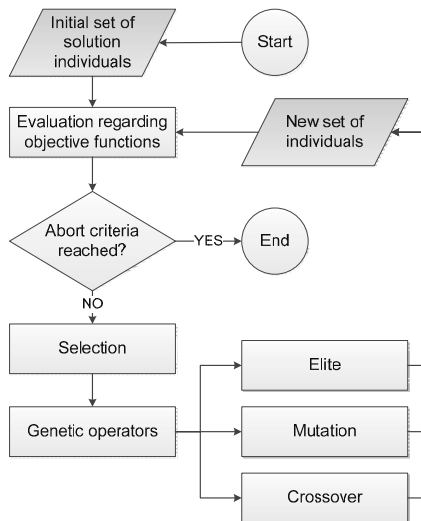 Initial set of
solution
individuals
Start
Evaluation regarding
objective functions
New set of
individuals
Abort criteria
reached?
YES
End
NO
Selection
Elite
Genetic operators
Mutation
Crossover